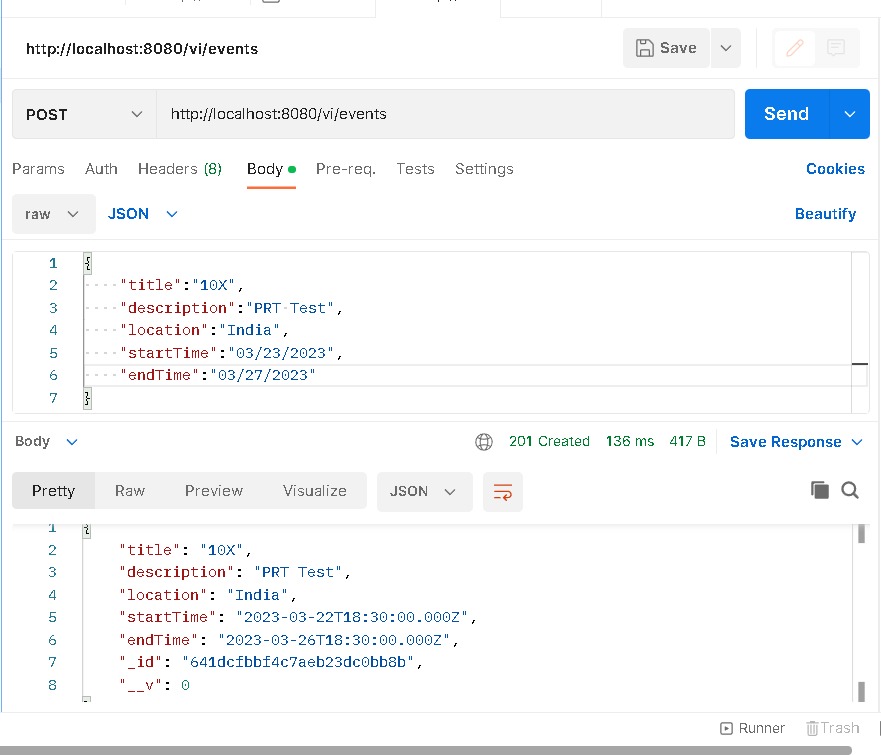 http://localhost:8080/vi/events
Save
POST
http://localhost:8080/vi/events
Send
Params Auth Headers (8) Body Pre-req. Tests Settings Cookies
raw JSON Beautify
1 {
2 "title":"10X",
3 "description":"PRT Test",
4 "location":"India",
5 "startTime":"03/23/2023",
6 "endTime":"03/27/2023"
7 }
Body 201 Created 136 ms 417 B Save Response
Pretty Raw Preview Visualize JSON
1 {
2 "title": "10X",
3 "description": "PRT Test",
4 "location": "India",
5 "startTime": "2023-03-22T18:30:00.000Z",
6 "endTime": "2023-03-26T18:30:00.000Z",
7 "_id": "641dcfbbf4c7aeb23dc0bb8b",
8 "__v": 0
Runner Trash